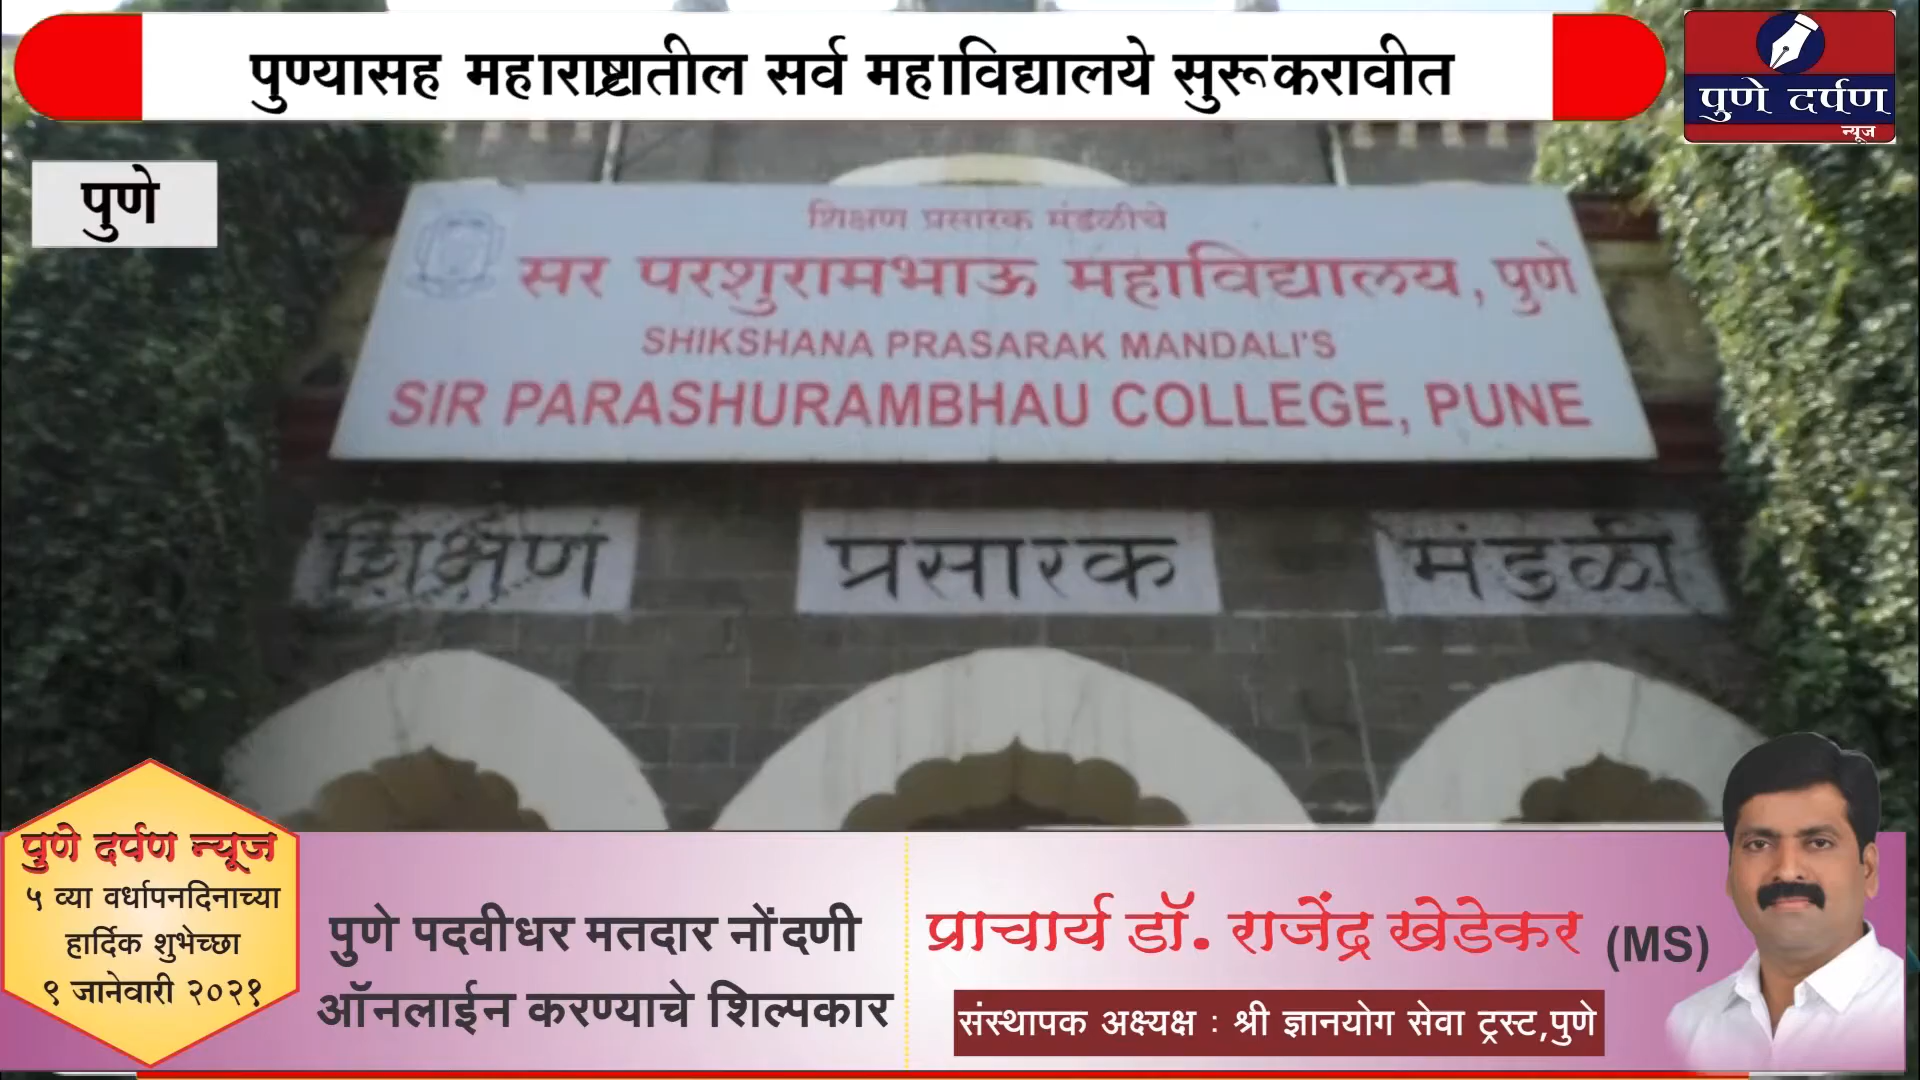 पुण्यासह महाराष्ट्रातील सर्व महाविद्यालये सुरू करावीत
पुणे दर्पण
न्यूज
पुणे
शिक्षण प्रसारक मंडळीचे
सर परशुरामभाऊ महाविद्यालय, पुणे
SHIKSHANA PRASARAK MANDALI'S
SIR PARASHURAMBHAU COLLEGE, PUNE
शिक्षण प्रसारक मंडळी
पुणे दर्पण न्यूज
५ व्या वर्धापनदिनाच्या
हार्दिक शुभेच्छा
९ जानेवारी २०२१
पुणे पदवीधर मतदार नोंदणी
ऑनलाईन करण्याचे शिल्पकार
प्राचार्य डॉ. राजेंद्र खेडेकर (MS)
संस्थापक अक्ष्यक्ष : श्री ज्ञानयोग सेवा ट्रस्ट,पुणे